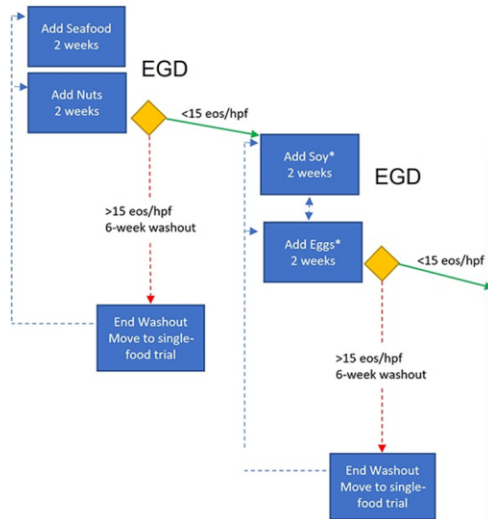 Add Seafood
2 weeks
EGD
Add Nuts
2 weeks
<15 eos/hpf
Add Soy*
2 weeks
EGD
>15 eos/hpf
6-week washout
Add Eggs*
2 weeks
<15 eos/hpf
End Washout
Move to single-
food trial
>15 eos/hpf
6-week washout
End Washout
Move to single-
food trial